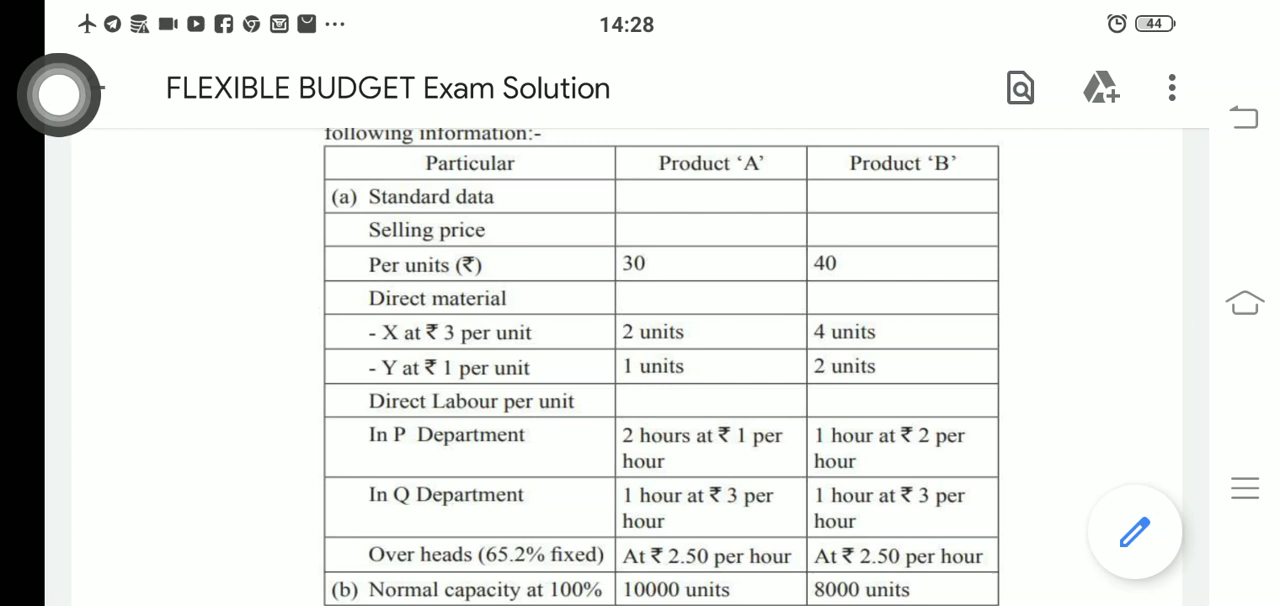 14:28
44
FLEXIBLE BUDGET Exam Solution
following information:-
Particular Product ‘A’ Product ‘B’
(a) Standard data
Selling price
Per units (₹) 30 40
Direct material
- X at ₹ 3 per unit 2 units 4 units
- Y at ₹ 1 per unit 1 units 2 units
Direct Labour per unit
In P Department 2 hours at ₹ 1 per 1 hour at ₹ 2 per
hour hour
In Q Department 1 hour at ₹ 3 per 1 hour at ₹ 3 per
hour hour
Over heads (65.2% fixed) At ₹ 2.50 per hour At ₹ 2.50 per hour
(b) Normal capacity at 100% 10000 units 8000 units